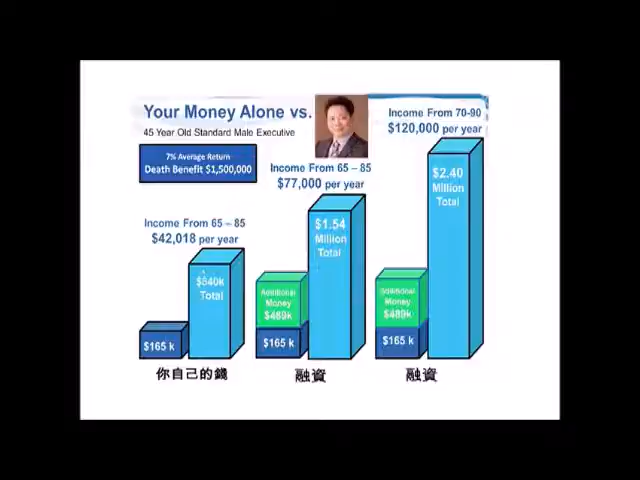 Your Money Alone vs.
45 Year Old Standard Male Executive
7% Average Return
Death Benefit $1,500,000
Income From 65 – 85
$42,018 per year
$840k
Total
$165 k
你自己的錢
Income From 65 – 85
$77,000 per year
$1.54
Million
Total
Additional
Money
$489k
$165 k
融資
Income From 70-90
$120,000 per year
$2.40
Million
Total
Additional
Money
$489k
$165 k
融資